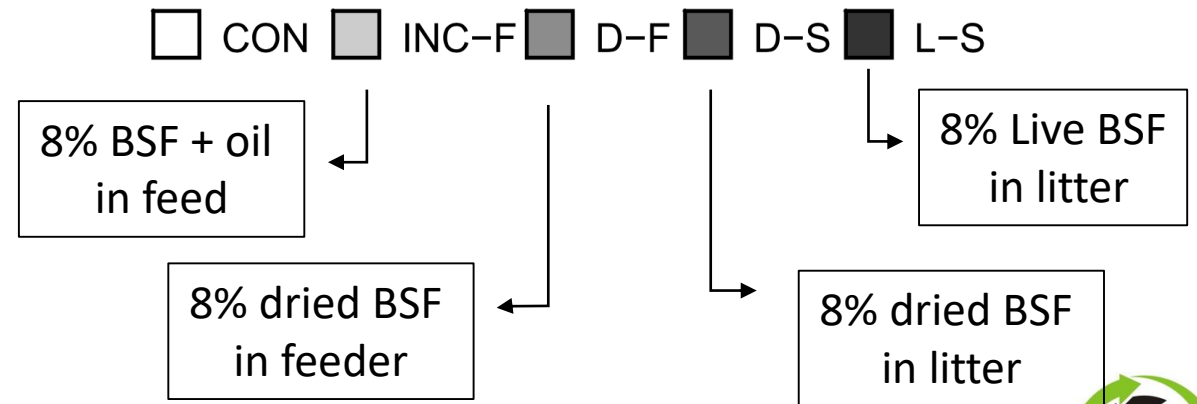 CON INC−F D−F D−S L−S
8% BSF + oil
in feed
8% Live BSF
in litter
8% dried BSF
in feeder
8% dried BSF
in litter